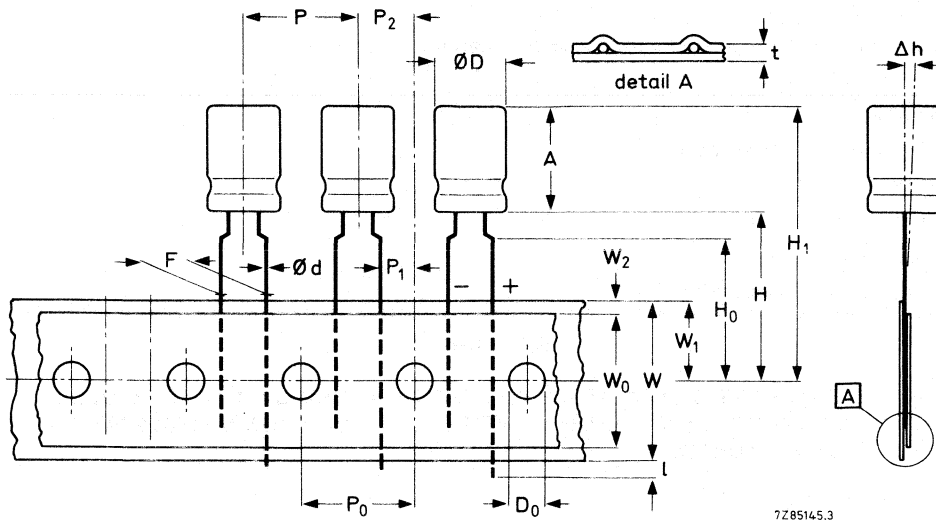 P
P₂
ØD
detail A
t
Δh
A
F
Ød
P₁
−
+
W₂
H₀
H
H₁
W₀
W
W₁
A
l
P₀
D₀
7Z85145.3